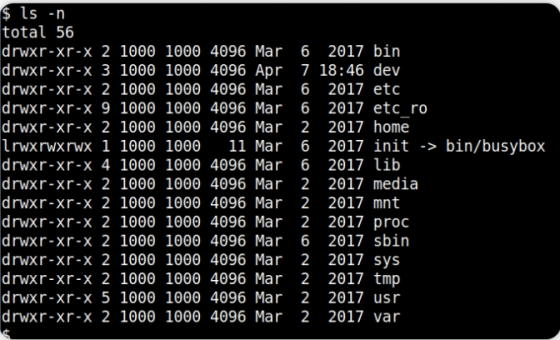 $ ls -n
total 56
drwxr-xr-x 2 1000 1000 4096 Mar  6  2017 bin
drwxr-xr-x 3 1000 1000 4096 Apr  7 18:46 dev
drwxr-xr-x 2 1000 1000 4096 Mar  6  2017 etc
drwxr-xr-x 9 1000 1000 4096 Mar  6  2017 etc_ro
drwxr-xr-x 2 1000 1000 4096 Mar  2  2017 home
lrwxrwxrwx 1 1000 1000   11 Mar  6  2017 init -> bin/busybox
drwxr-xr-x 4 1000 1000 4096 Mar  6  2017 lib
drwxr-xr-x 2 1000 1000 4096 Mar  2  2017 media
drwxr-xr-x 2 1000 1000 4096 Mar  2  2017 mnt
drwxr-xr-x 2 1000 1000 4096 Mar  2  2017 proc
drwxr-xr-x 2 1000 1000 4096 Mar  6  2017 sbin
drwxr-xr-x 2 1000 1000 4096 Mar  2  2017 sys
drwxr-xr-x 2 1000 1000 4096 Mar  2  2017 tmp
drwxr-xr-x 5 1000 1000 4096 Mar  2  2017 usr
drwxr-xr-x 2 1000 1000 4096 Mar  2  2017 var
$